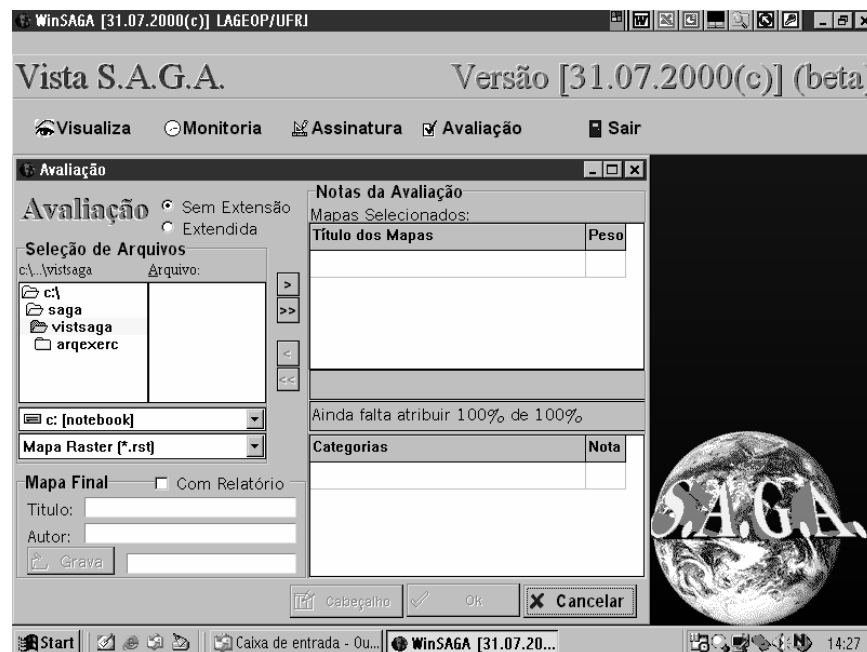 WinSAGA [31.07.2000(c)] LAGEOP/UFRJ
Vista S.A.G.A. Versão [31.07.2000(c)] (beta)
Visualiza Monitoria Assinatura Avaliação Sair
Avaliação
Avaliação
Sem Extensão
Extendida
Seleção de Arquivos
c:\...\vistsaga Arquivo:
c:\
saga
vistsaga
arqexerc
>
>>
<
<<
c: [notebook]
Mapa Raster (*.rst)
Mapa Final Com Relatório
Titulo:
Autor:
Grava
Notas da Avaliação
Mapas Selecionados:
Título dos Mapas Peso
Ainda falta atribuir 100% de 100%
Categorias Nota
Cabeçalho Ok Cancelar
S.A.G.A.
Start Caixa de entrada - Ou... WinSAGA [31.07.20... 14:27